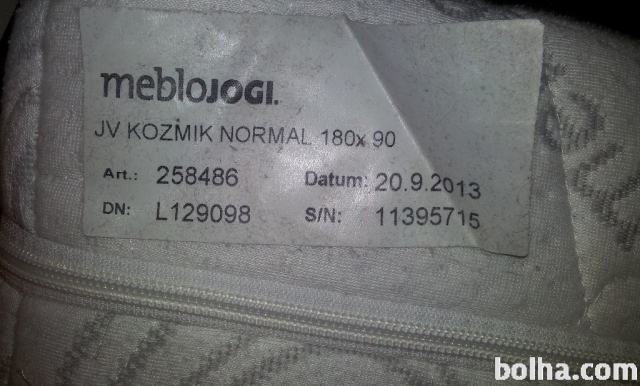 mebloJOGI.
JV KOZMIK NORMAL 180x 90
Art.: 258486 Datum: 20.9.2013
DN: L129098 S/N: 11395715
bolha.com